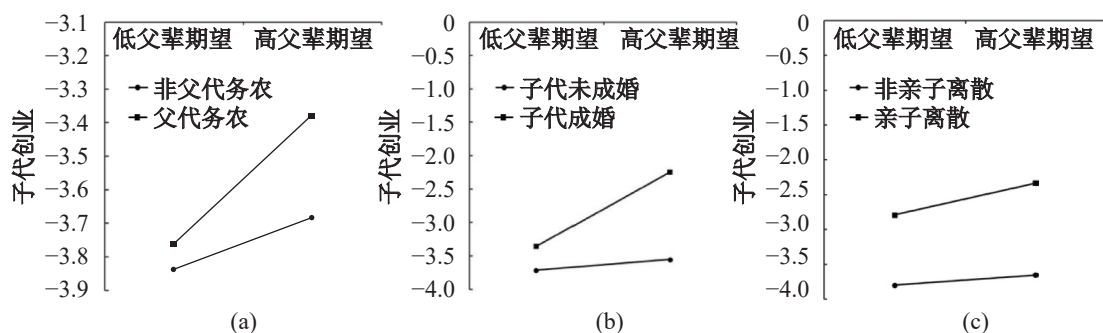 子代创业
-3.1
-3.2
-3.3
-3.4
-3.5
-3.6
-3.7
-3.8
-3.9
低父辈期望 高父辈期望
非父代务农
父代务农
(a)
子代创业
0
-0.5
-1.0
-1.5
-2.0
-2.5
-3.0
-3.5
-4.0
低父辈期望 高父辈期望
子代未成婚
子代成婚
(b)
子代创业
0
-0.5
-1.0
-1.5
-2.0
-2.5
-3.0
-3.5
-4.0
低父辈期望 高父辈期望
非亲子离散
亲子离散
(c)